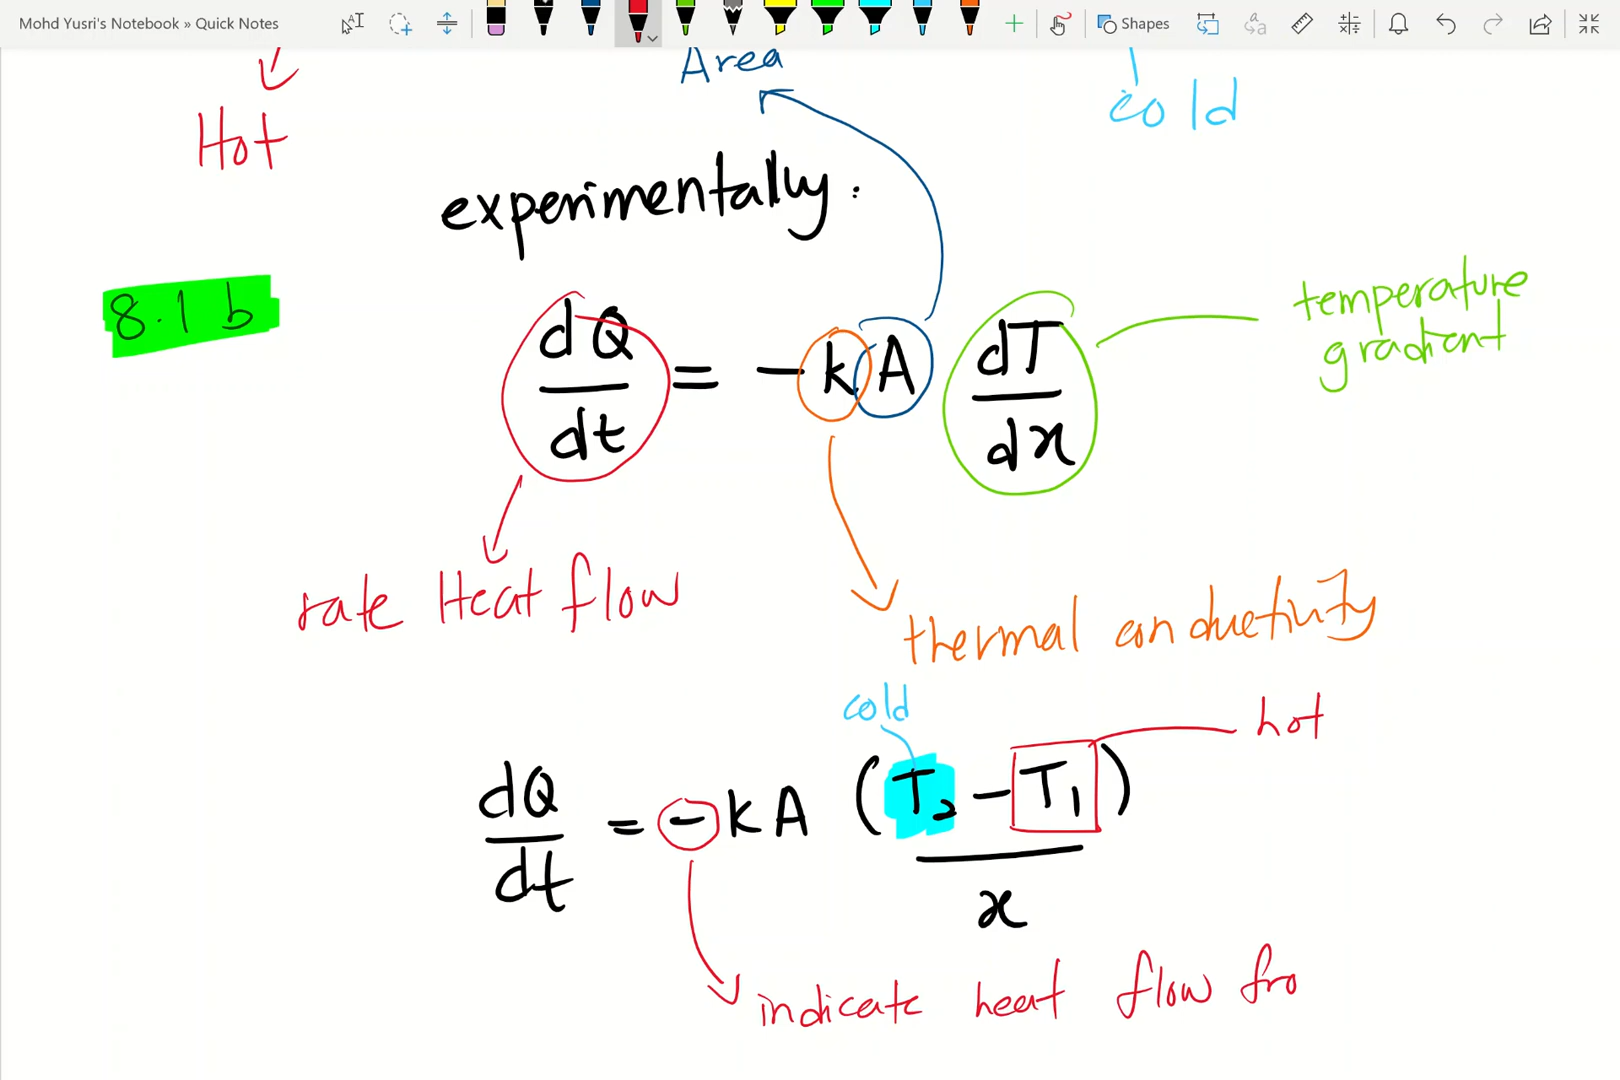 Mohd Yusri's Notebook » Quick Notes
Shapes
Area
cold
Hot
experimentally:
8.1 b
dQ/dt = -kA dT/dx
temperature
gradient
rate Heat flow
thermal conductivity
cold
hot
dQ/dt = -kA (T₂ - T₁)/x
indicate heat flow fro